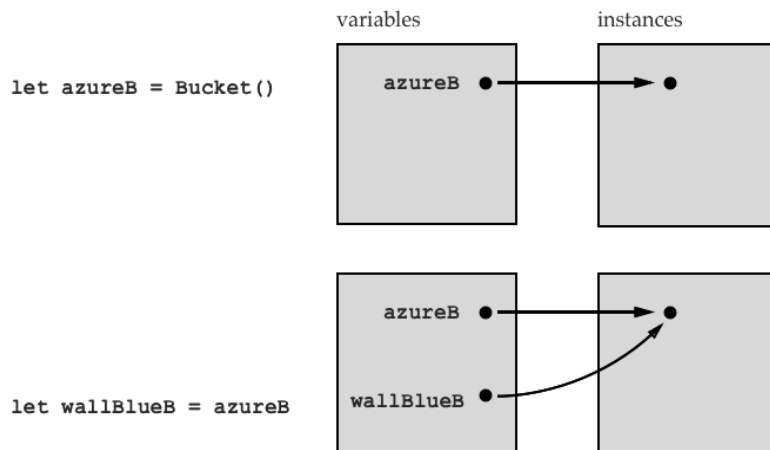 variables instances
let azureB = Bucket()
azureB
azureB
let wallBlueB = azureB
wallBlueB